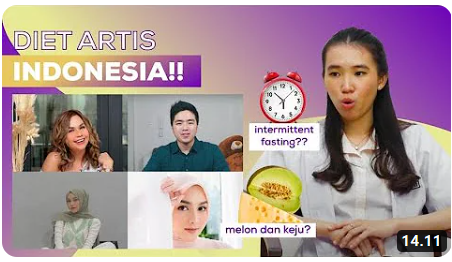 DIET ARTIS
INDONESIA!!
intermittent
fasting??
melon dan keju?
14.11